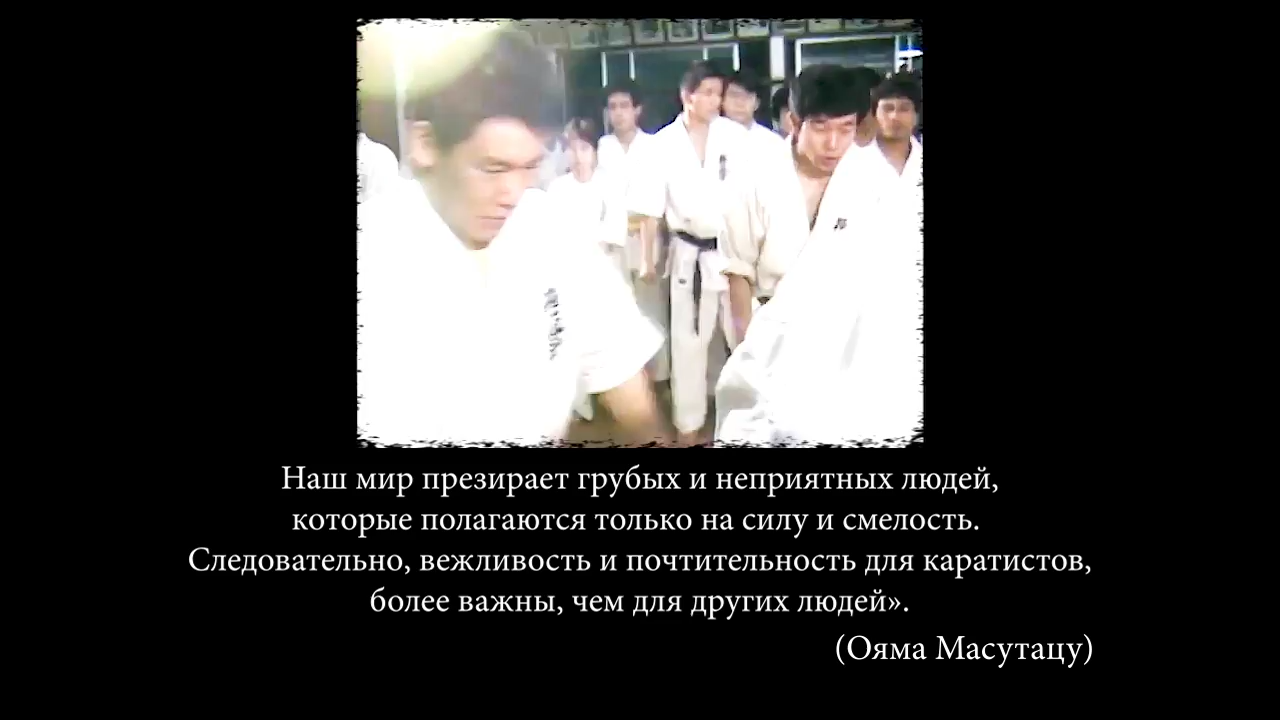 Наш мир презирает грубых и неприятных людей,
которые полагаются только на силу и смелость.
Следовательно, вежливость и почтительность для каратистов,
более важны, чем для других людей».
(Ояма Масутацу)